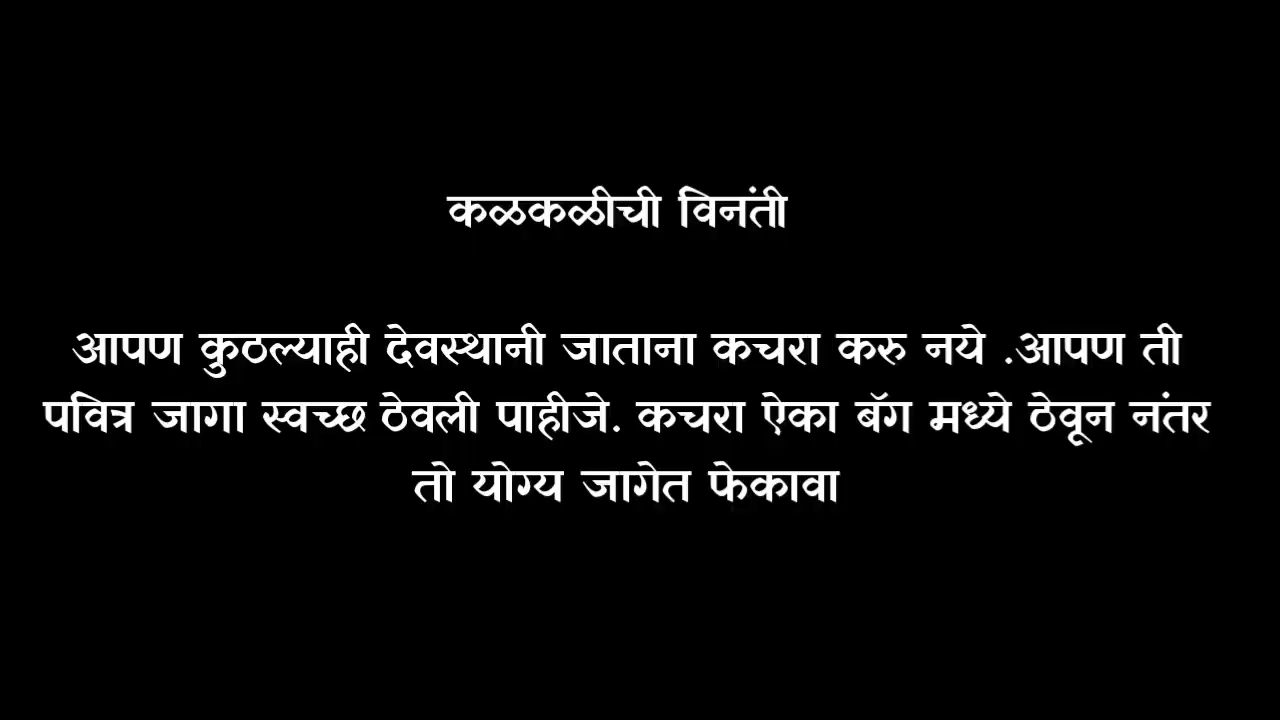 कळकळीची विनंती
आपण कुठल्याही देवस्थानी जाताना कचरा करु नये .आपण ती
पवित्र जागा स्वच्छ ठेवली पाहीजे. कचरा ऐका बॅग मध्ये ठेवून नंतर
तो योग्य जागेत फेकावा